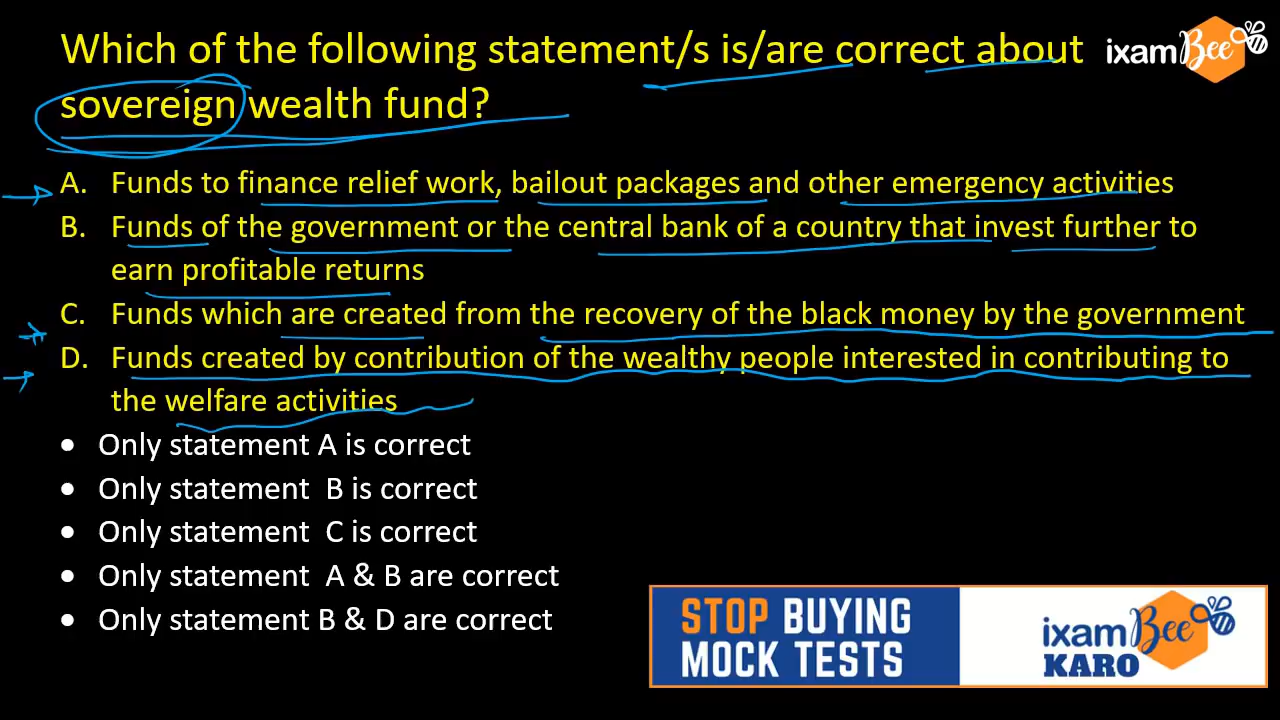 Which of the following statement/s is/are correct about
sovereign wealth fund?
ixamBee
A. Funds to finance relief work, bailout packages and other emergency activities
B. Funds of the government or the central bank of a country that invest further to
earn profitable returns
C. Funds which are created from the recovery of the black money by the government
D. Funds created by contribution of the wealthy people interested in contributing to
the welfare activities
• Only statement A is correct
• Only statement  B is correct
• Only statement  C is correct
• Only statement  A & B are correct
• Only statement B & D are correct
STOP BUYING
MOCK TESTS
ixamBee
KARO